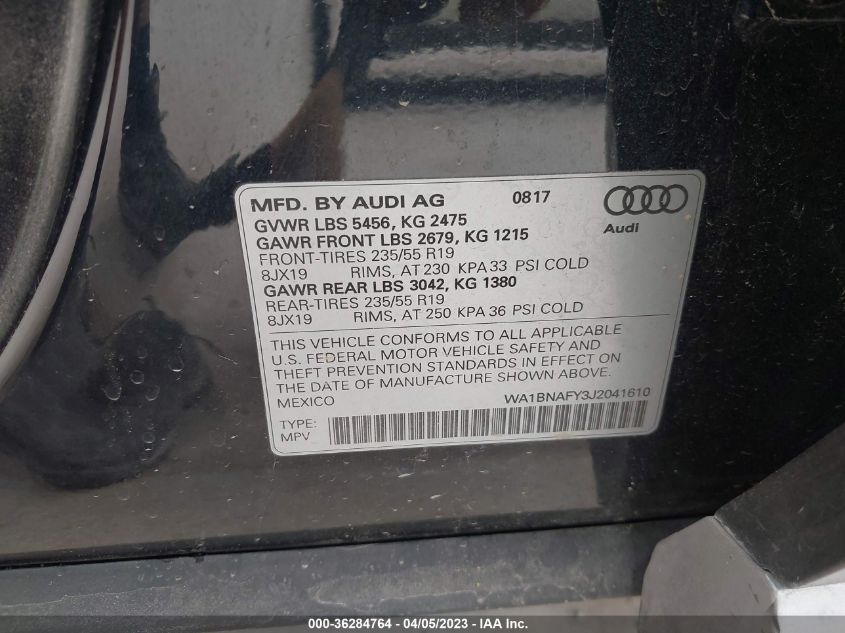 MFD. BY AUDI AG 0817
Audi
GVWR LBS 5456, KG 2475
GAWR FRONT LBS 2679, KG 1215
FRONT-TIRES 235/55 R19
8JX19 RIMS, AT 230 KPA 33 PSI COLD
GAWR REAR LBS 3042, KG 1380
REAR-TIRES 235/55 R19
8JX19 RIMS, AT 250 KPA 36 PSI COLD
THIS VEHICLE CONFORMS TO ALL APPLICABLE
U.S. FEDERAL MOTOR VEHICLE SAFETY AND
THEFT PREVENTION STANDARDS IN EFFECT ON
THE DATE OF MANUFACTURE SHOWN ABOVE.
MEXICO WA1BNAFY3J2041610
TYPE:
MPV
000-36284764 - 04/05/2023 - IAA Inc.